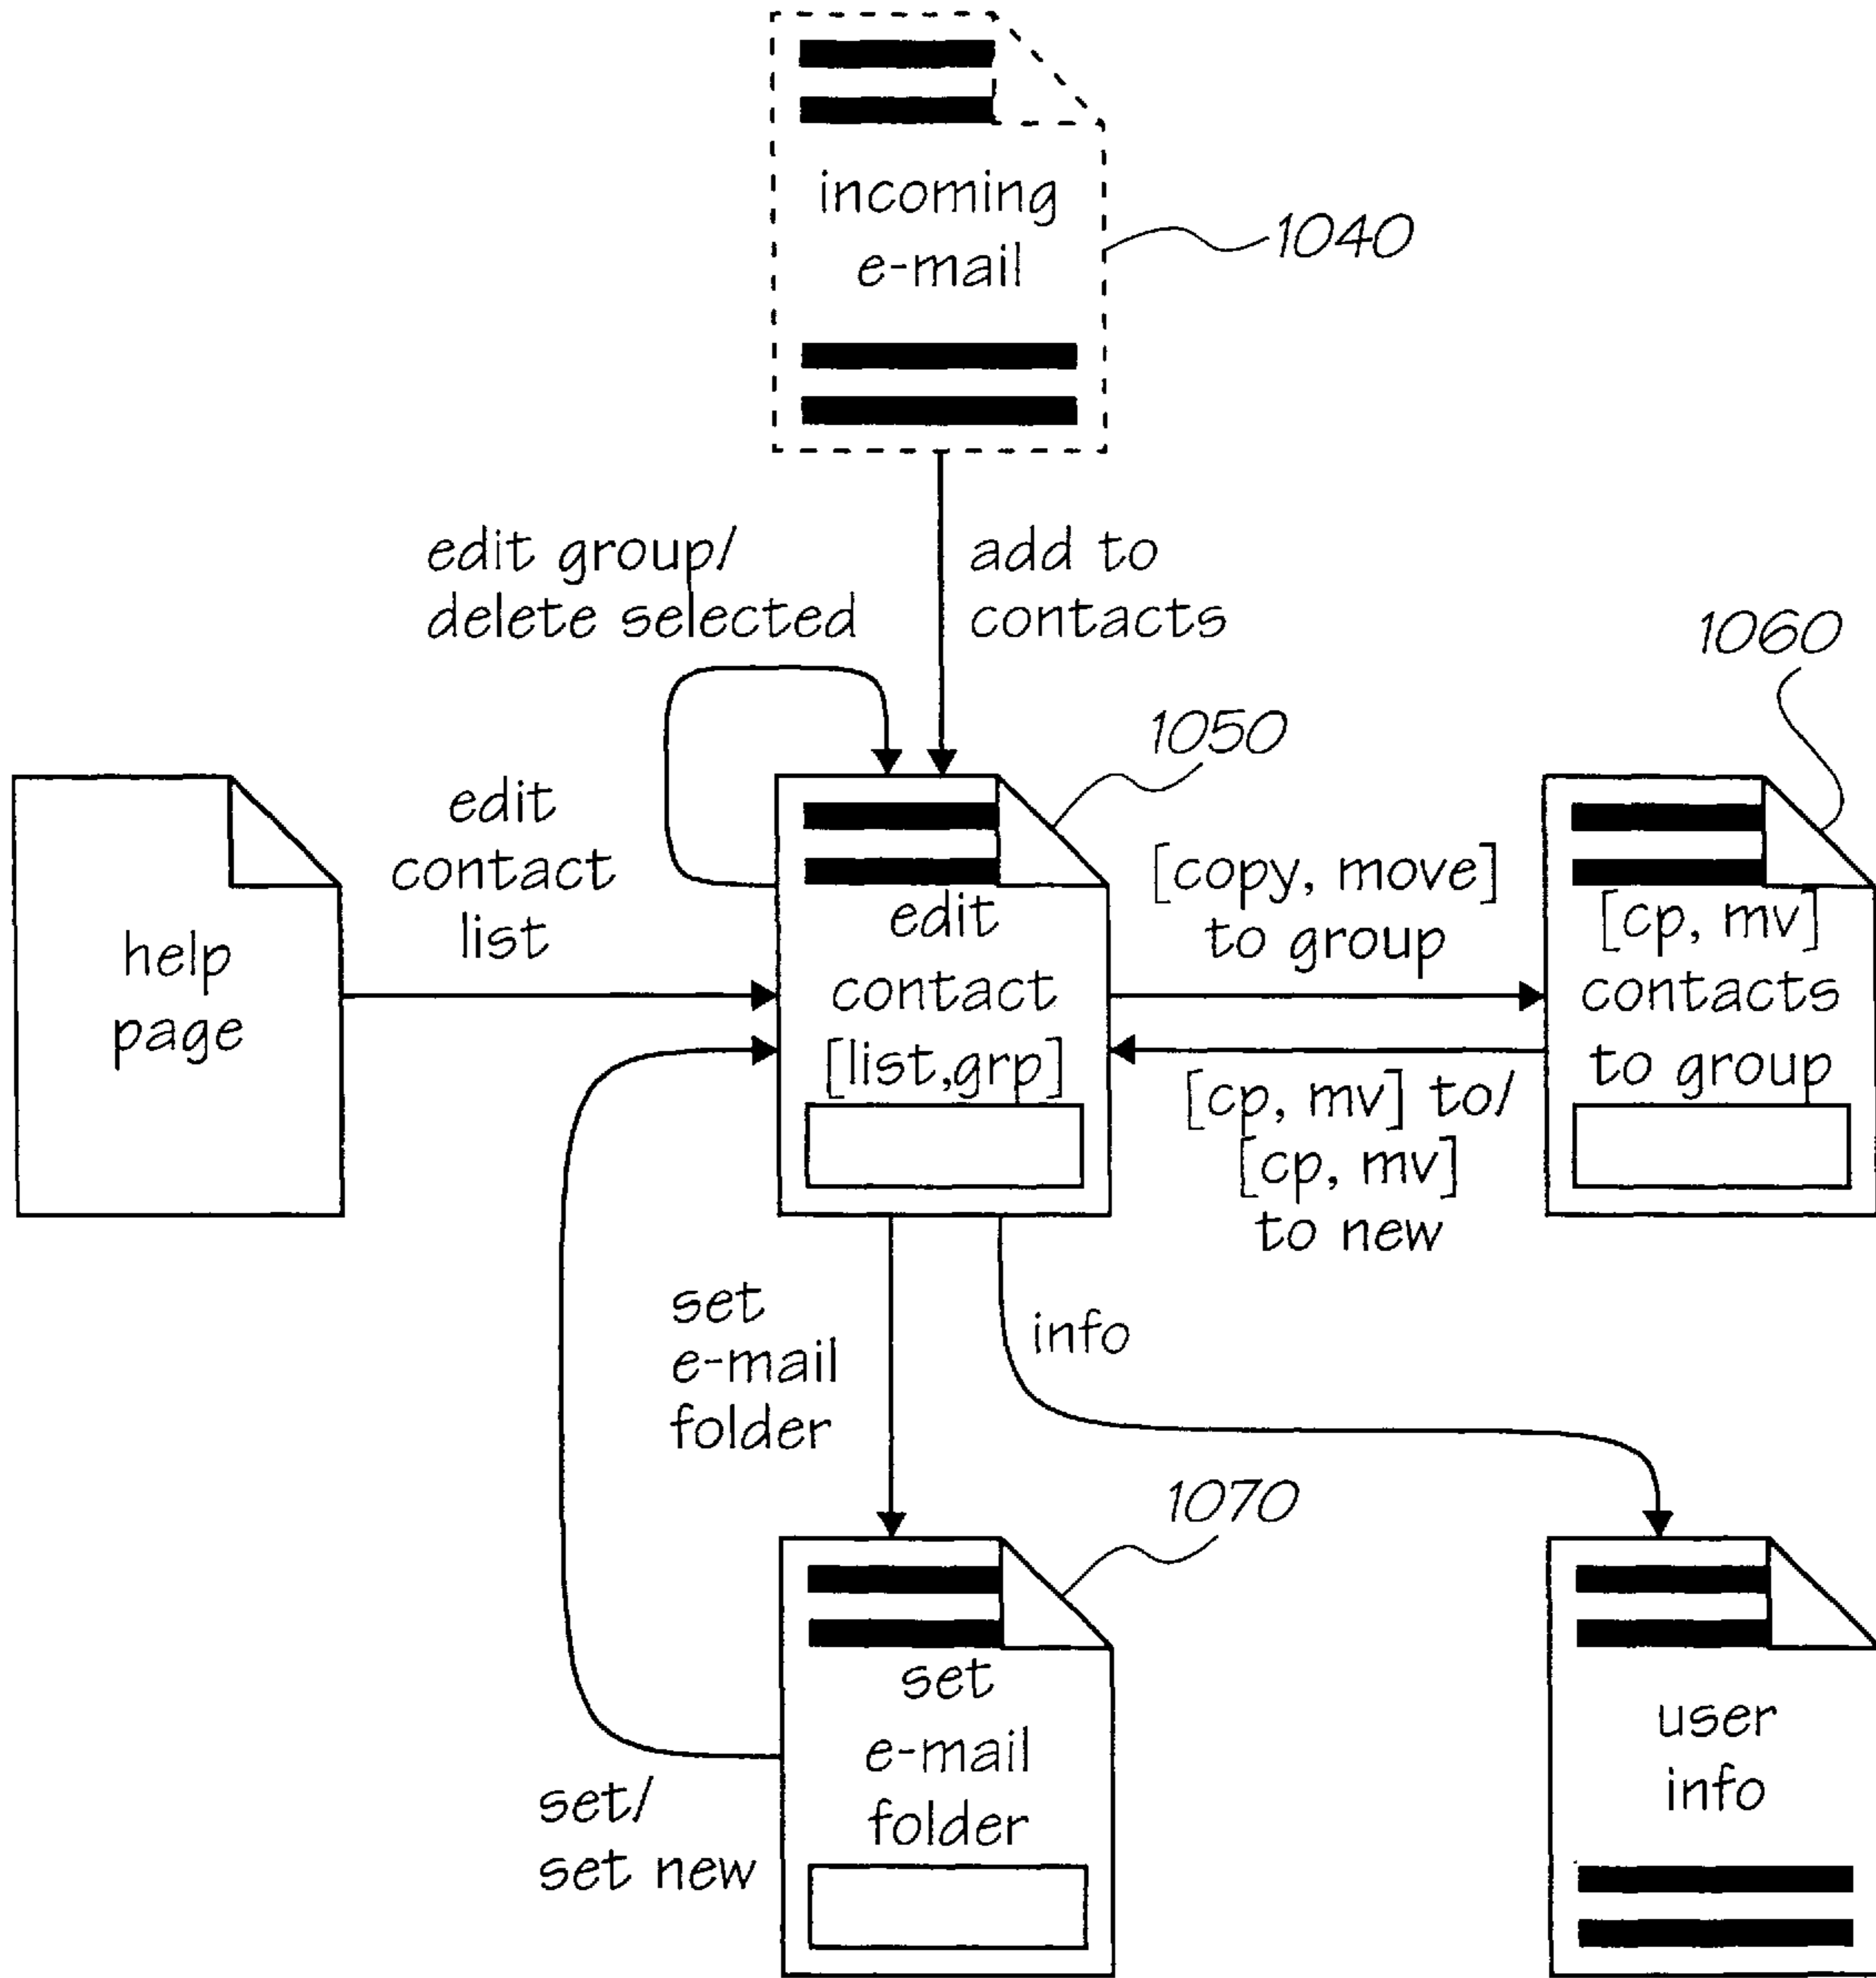 incoming
e-mail
1040
edit group/
delete selected
add to
contacts
1060
1050
edit
contact
list
help
page
edit
contact
[list,grp]
[copy, move]
to group
[cp, mv]
contacts
to group
[cp, mv] to/
[cp, mv]
to new
set
e-mail
folder
info
1070
set
e-mail
folder
user
info
set/
set new